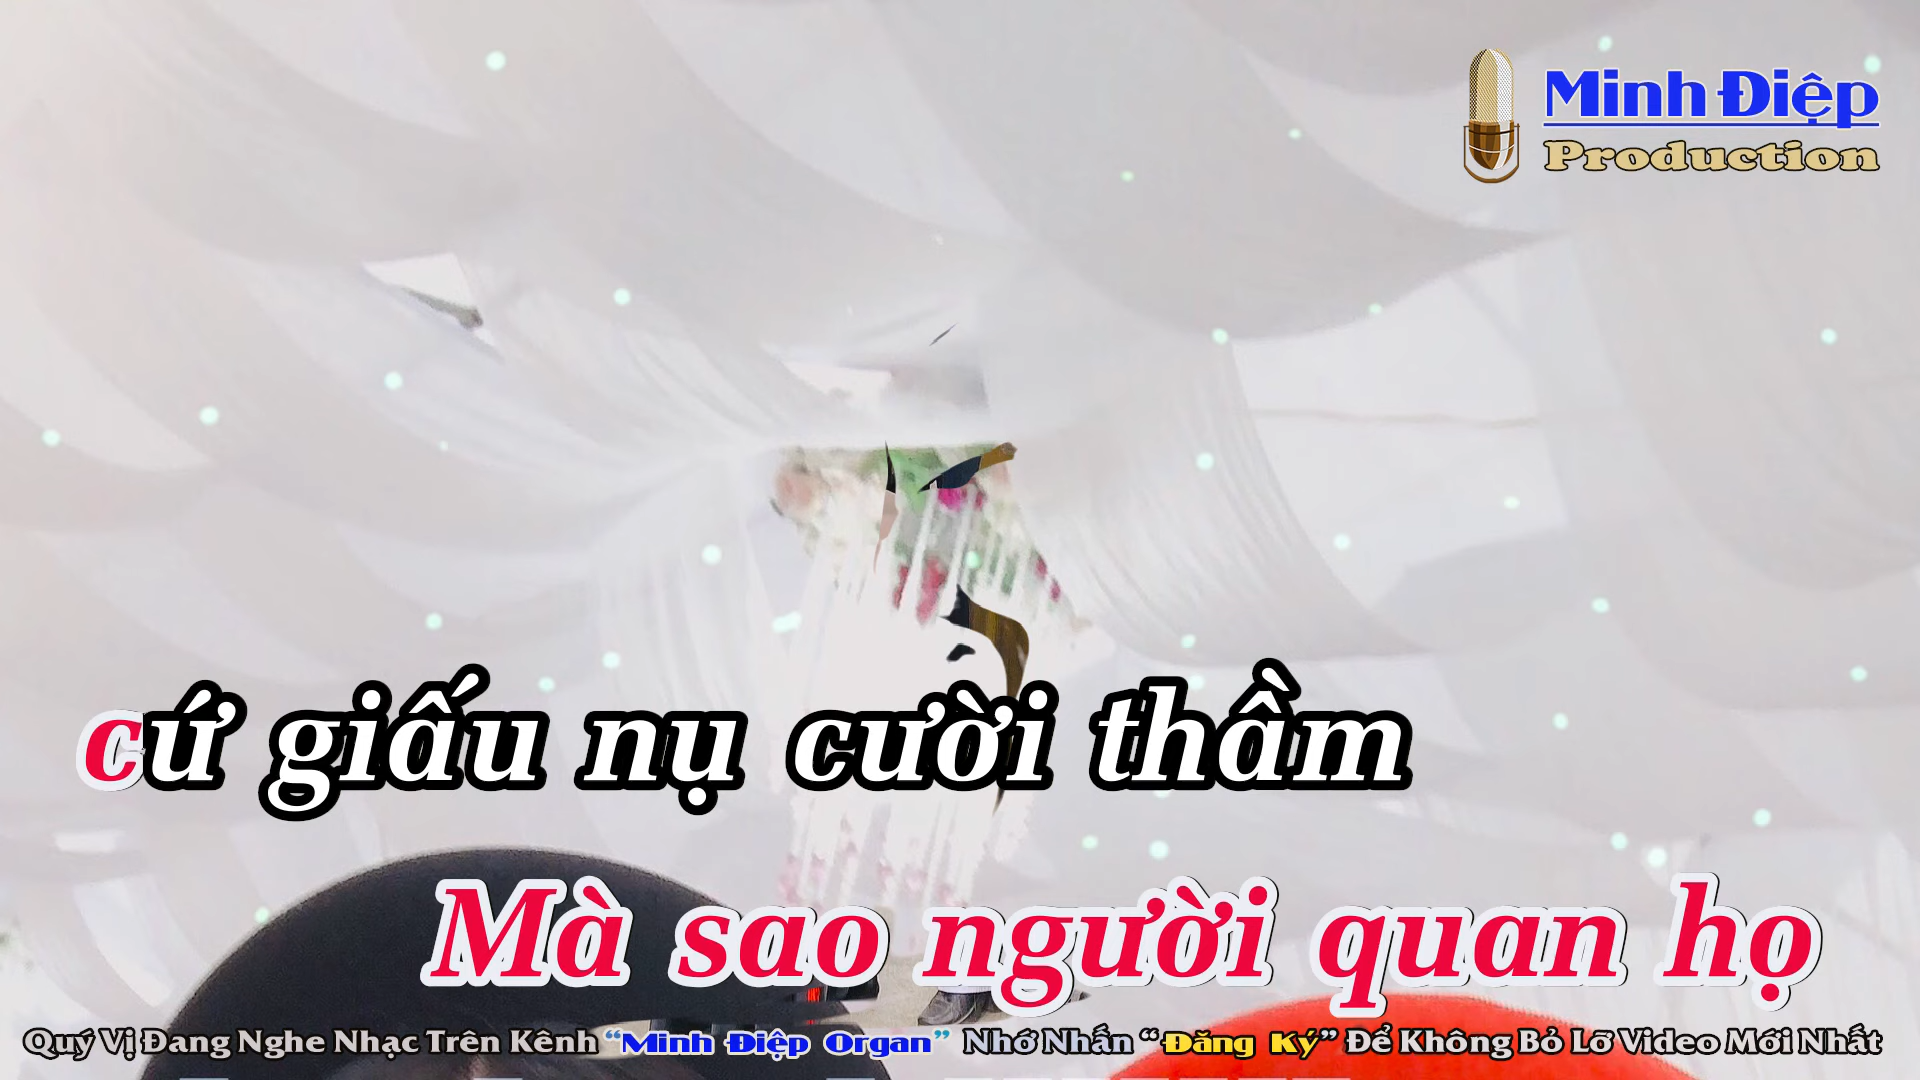 Minh Điệp
Production
cứ giấu nụ cười thầm
Mà sao người quan họ
Quý Vị Đang Nghe Nhạc Trên Kênh “Minh Điệp Organ” Nhớ Nhấn “Đăng Ký” Để Không Bỏ Lỡ Video Mới Nhất